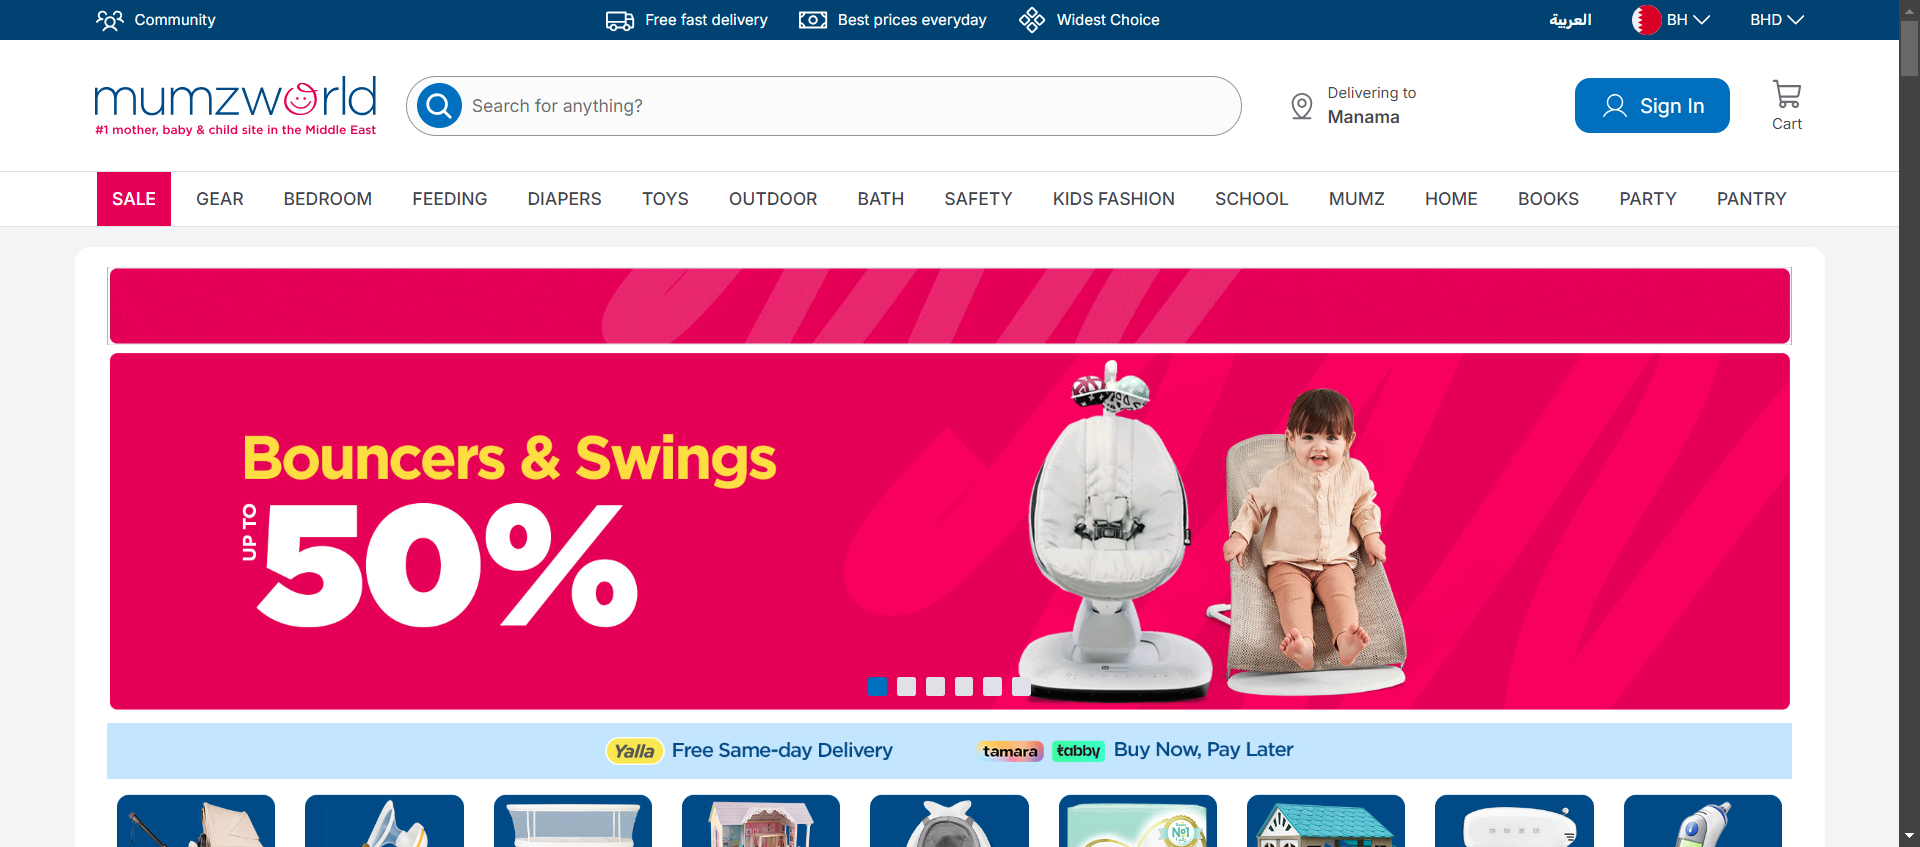 Community
Free fast delivery
Best prices everyday
Widest Choice
العربية
BH
BHD
mumzworld
#1 mother, baby & child site in the Middle East
Search for anything?
Delivering to
Manama
Sign In
Cart
SALE
GEAR
BEDROOM
FEEDING
DIAPERS
TOYS
OUTDOOR
BATH
SAFETY
KIDS FASHION
SCHOOL
MUMZ
HOME
BOOKS
PARTY
PANTRY
Bouncers & Swings
UP TO
50%
Yalla Free Same-day Delivery
tamara tabby Buy Now, Pay Later
No1